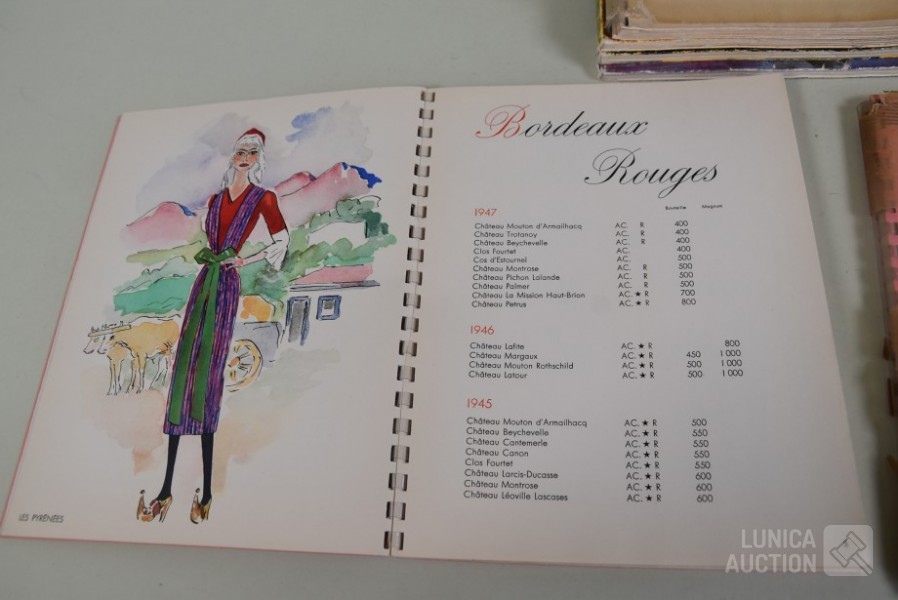 LES PYRÉNÉES
Bordeaux
Rouges
Bouteille Magnum
1947
Château Mouton d'Armailhacq AC. R 400
Château Trotanoy AC. R 400
Château Beychevelle AC. R 400
Clos Fourtet AC. 400
Cos d'Estournel AC. 500
Château Montrose AC. R 500
Château Pichon Lalande AC. R 500
Château Palmer AC. R 500
Château La Mission Haut-Brion AC. ★ R 700
Château Petrus AC. ★ R 800
1946
Château Lafite AC. ★ R 800
Château Margaux AC. ★ R 450 1 000
Château Mouton Rothschild AC. ★ R 500 1 000
Château Latour AC. ★ R 500 1 000
1945
Château Mouton d'Armailhacq AC. ★ R 500
Château Beychevelle AC. ★ R 550
Château Cantemerle AC. ★ R 550
Château Canon AC. ★ R 550
Clos Fourtet AC. ★ R 550
Château Larcis-Ducasse AC. ★ R 600
Château Montrose AC. ★ R 600
Château Léoville Lascases AC. ★ R 600
LUNICA
AUCTION